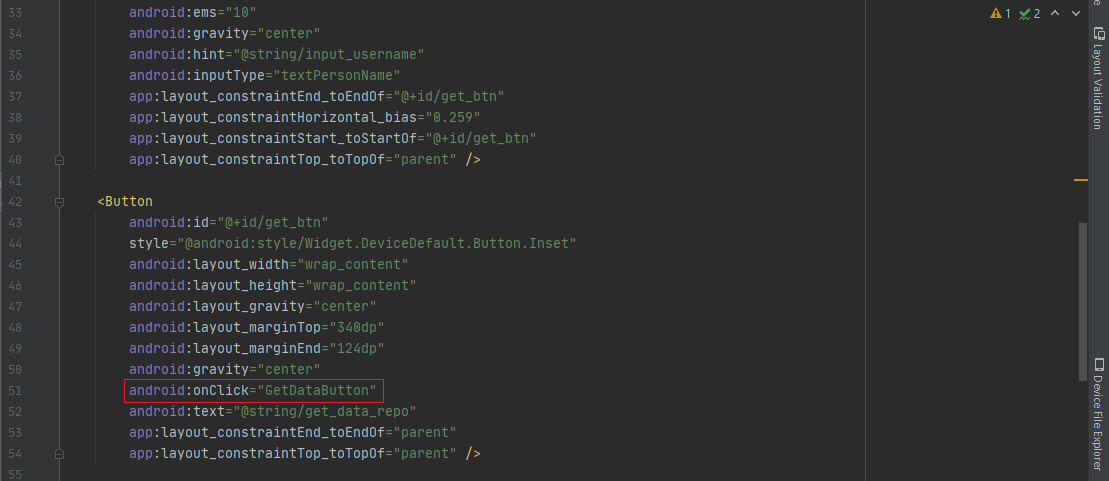 33 android:ems="10"
34 android:gravity="center"
35 android:hint="@string/input_username"
36 android:inputType="textPersonName"
37 app:layout_constraintEnd_toEndOf="@+id/get_btn"
38 app:layout_constraintHorizontal_bias="0.259"
39 app:layout_constraintStart_toStartOf="@+id/get_btn"
40 app:layout_constraintTop_toTopOf="parent" />
41
42 <Button
43 android:id="@+id/get_btn"
44 style="@android:style/Widget.DeviceDefault.Button.Inset"
45 android:layout_width="wrap_content"
46 android:layout_height="wrap_content"
47 android:layout_gravity="center"
48 android:layout_marginTop="340dp"
49 android:layout_marginEnd="124dp"
50 android:gravity="center"
51 android:onClick="GetDataButton"
52 android:text="@string/get_data_repo"
53 app:layout_constraintEnd_toEndOf="parent"
54 app:layout_constraintTop_toTopOf="parent" />
55
1 2
Layout Validation
Device File Explorer